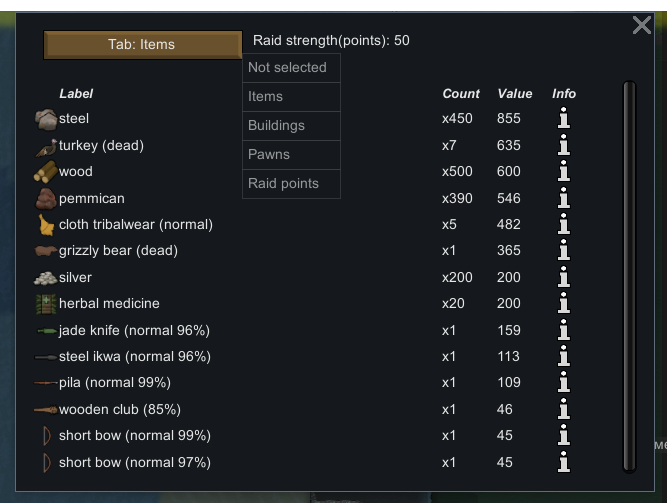 Tab: Items
Raid strength(points): 50
Not selected
Items
Buildings
Pawns
Raid points
Label Count Value Info
steel x450 855
turkey (dead) x7 635
wood x500 600
pemmican x390 546
cloth tribalwear (normal) x5 482
grizzly bear (dead) x1 365
silver x200 200
herbal medicine x20 200
jade knife (normal 96%) x1 159
steel ikwa (normal 96%) x1 113
pila (normal 99%) x1 109
wooden club (85%) x1 46
short bow (normal 99%) x1 45
short bow (normal 97%) x1 45